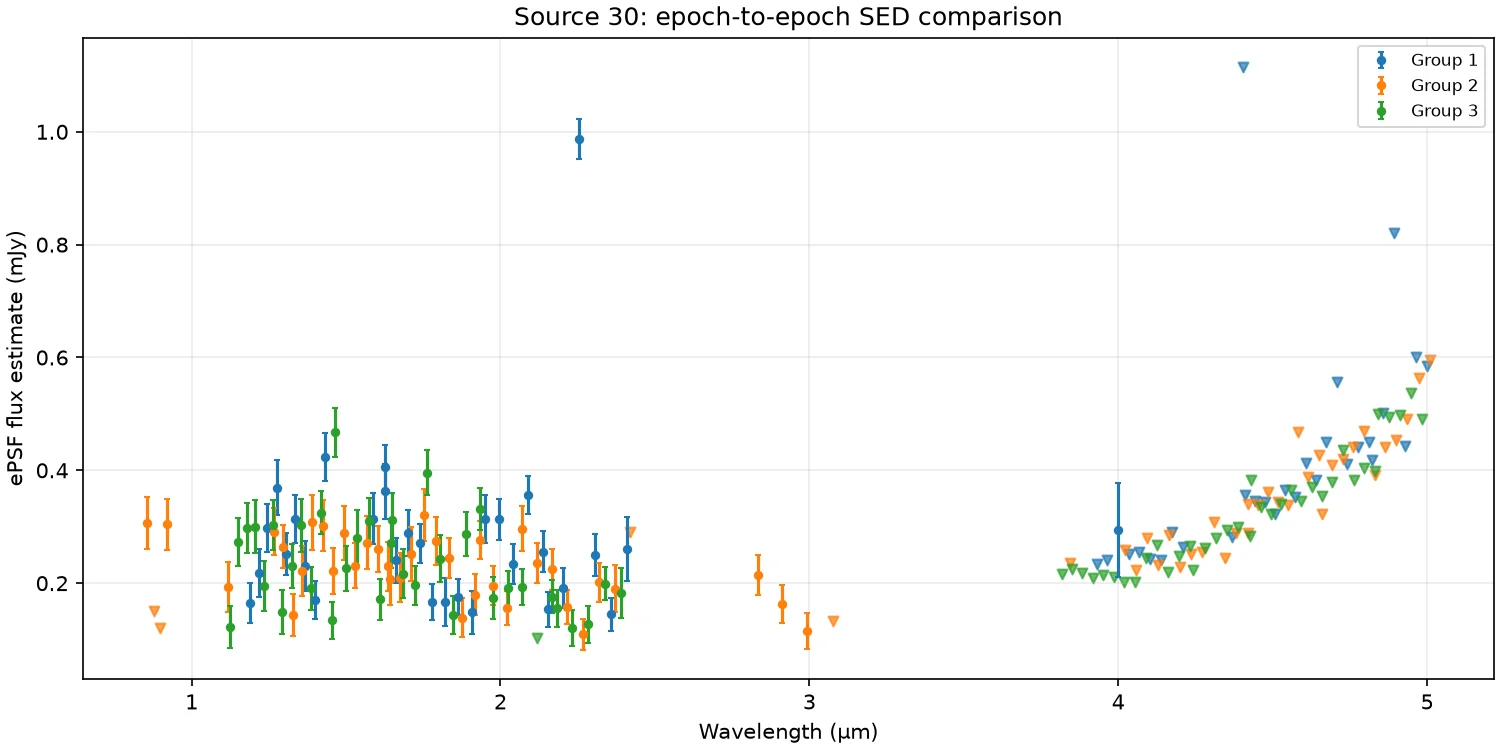 Source 30: epoch-to-epoch SED comparison
Group 1
Group 2
Group 3
ePSF flux estimate (mJy)
1.0
0.8
0.6
0.4
0.2
1 2 3 4 5
Wavelength (μm)